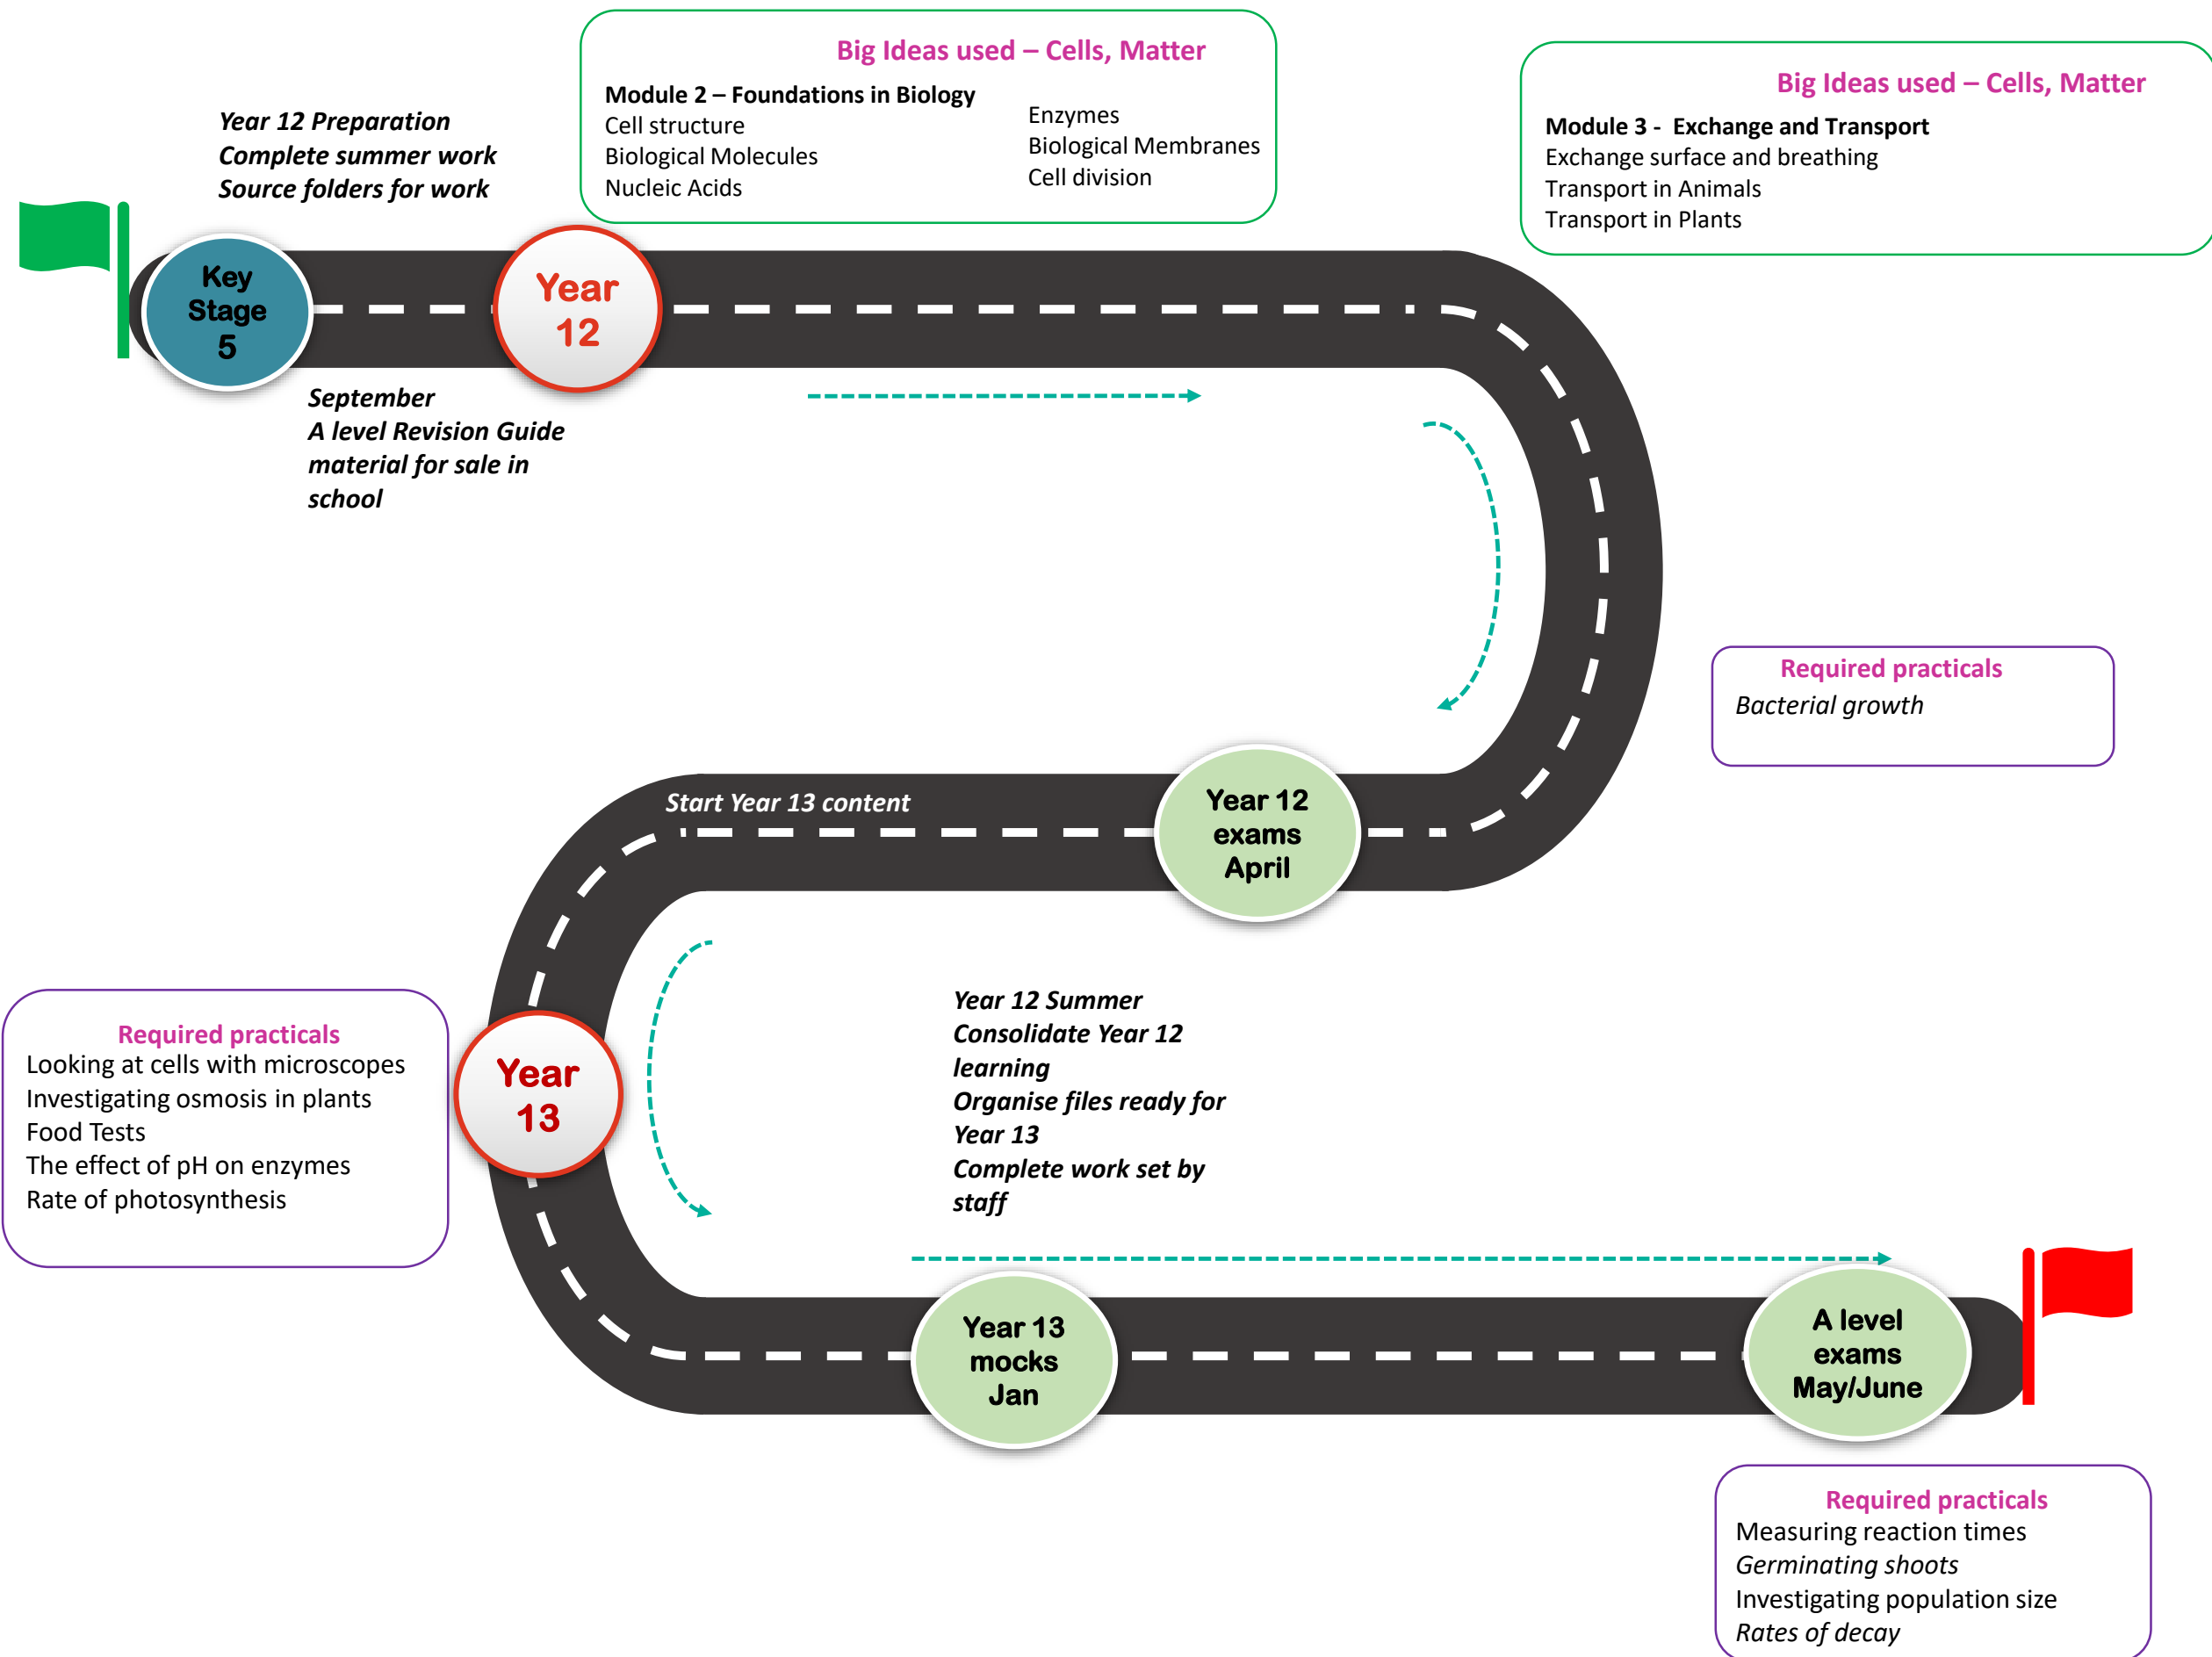 Big Ideas used – Cells, Matter
Module 2 – Foundations in Biology
Cell structure
Biological Molecules
Nucleic Acids
Enzymes
Biological Membranes
Cell division
Big Ideas used – Cells, Matter
Module 3 -  Exchange and Transport
Exchange surface and breathing
Transport in Animals
Transport in Plants
Year 12 Preparation
Complete summer work
Source folders for work
Key
Stage
5
Year
12
September
A level Revision Guide
material for sale in
school
Required practicals
Bacterial growth
Year 12
exams
April
Start Year 13 content
Year 12 Summer
Consolidate Year 12
learning
Organise files ready for
Year 13
Complete work set by
staff
Required practicals
Looking at cells with microscopes
Investigating osmosis in plants
Food Tests
The effect of pH on enzymes
Rate of photosynthesis
Year
13
Year 13
mocks
Jan
A level
exams
May/June
Required practicals
Measuring reaction times
Germinating shoots
Investigating population size
Rates of decay